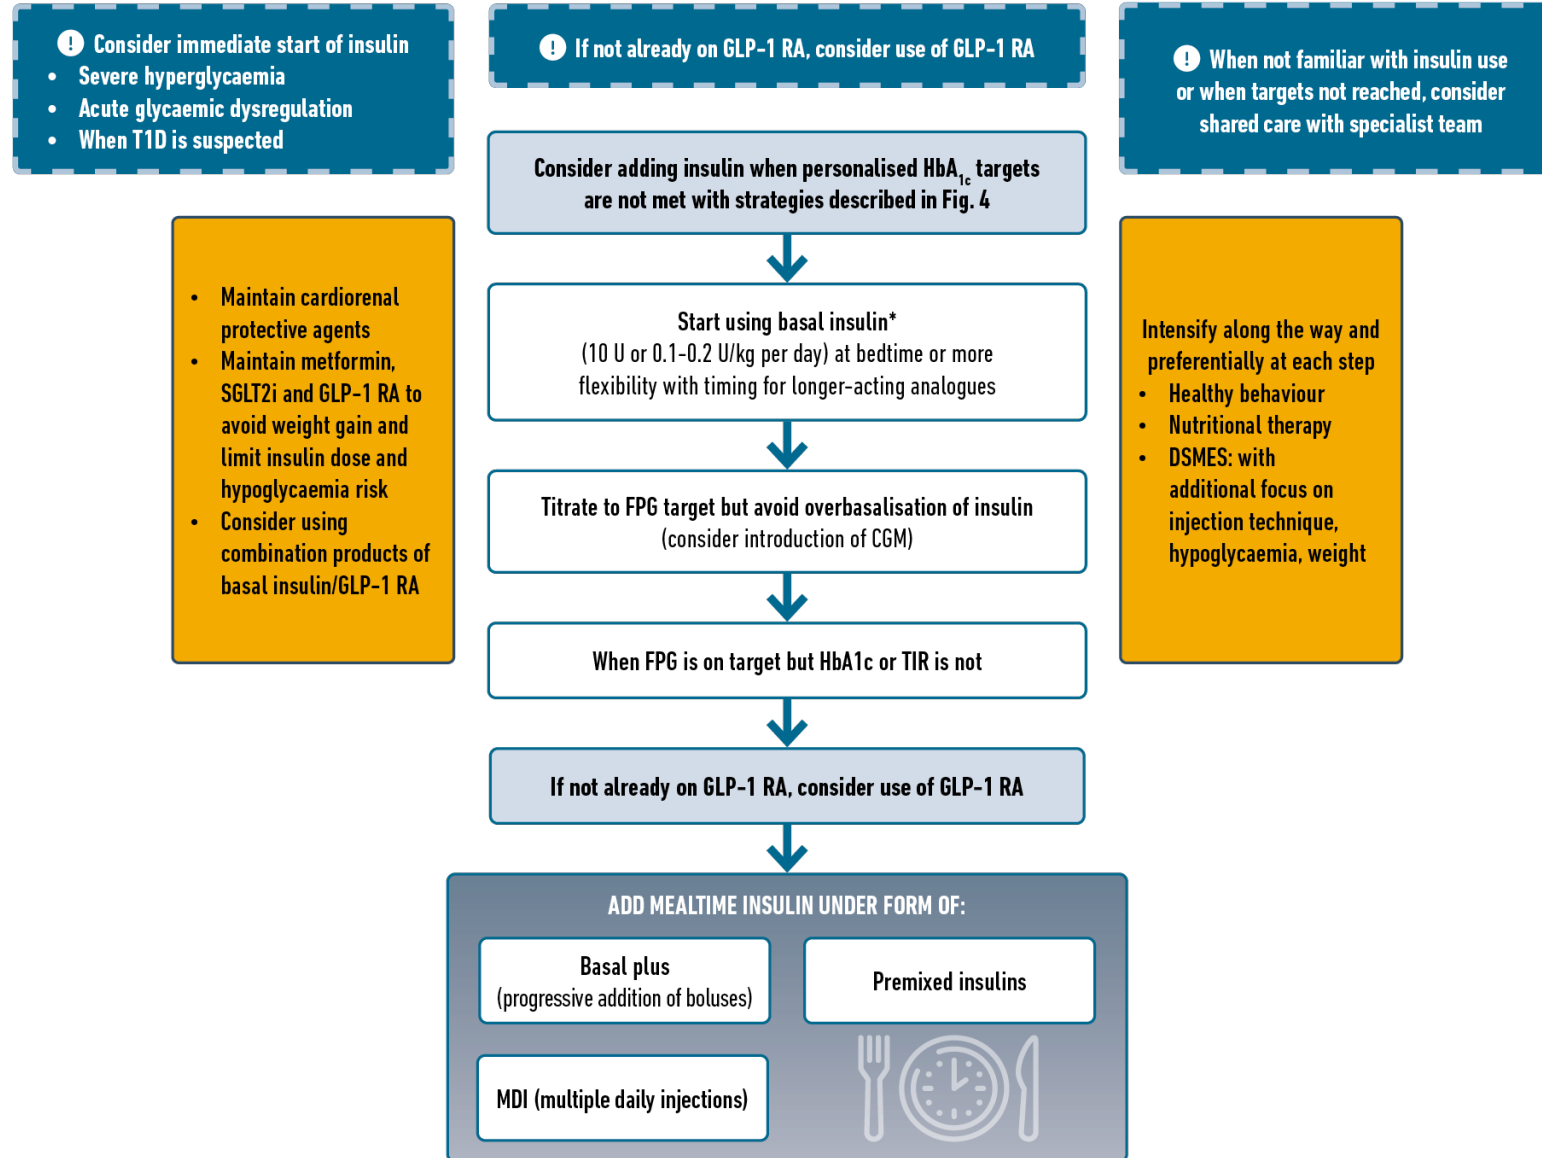 ! Consider immediate start of insulin
• Severe hyperglycaemia
• Acute glycaemic dysregulation
• When T1D is suspected
! If not already on GLP-1 RA, consider use of GLP-1 RA
! When not familiar with insulin use
or when targets not reached, consider
shared care with specialist team
Consider adding insulin when personalised HbA1c targets
are not met with strategies described in Fig. 4
• Maintain cardiorenal
protective agents
• Maintain metformin,
SGLT2i and GLP-1 RA to
avoid weight gain and
limit insulin dose and
hypoglycaemia risk
• Consider using
combination products of
basal insulin/GLP-1 RA
Start using basal insulin*
(10 U or 0.1-0.2 U/kg per day) at bedtime or more
flexibility with timing for longer-acting analogues
Intensify along the way and
preferentially at each step
• Healthy behaviour
• Nutritional therapy
• DSMES: with
additional focus on
injection technique,
hypoglycaemia, weight
Titrate to FPG target but avoid overbasalisation of insulin
(consider introduction of CGM)
When FPG is on target but HbA1c or TIR is not
If not already on GLP-1 RA, consider use of GLP-1 RA
ADD MEALTIME INSULIN UNDER FORM OF:
Basal plus
(progressive addition of boluses)
Premixed insulins
MDI (multiple daily injections)